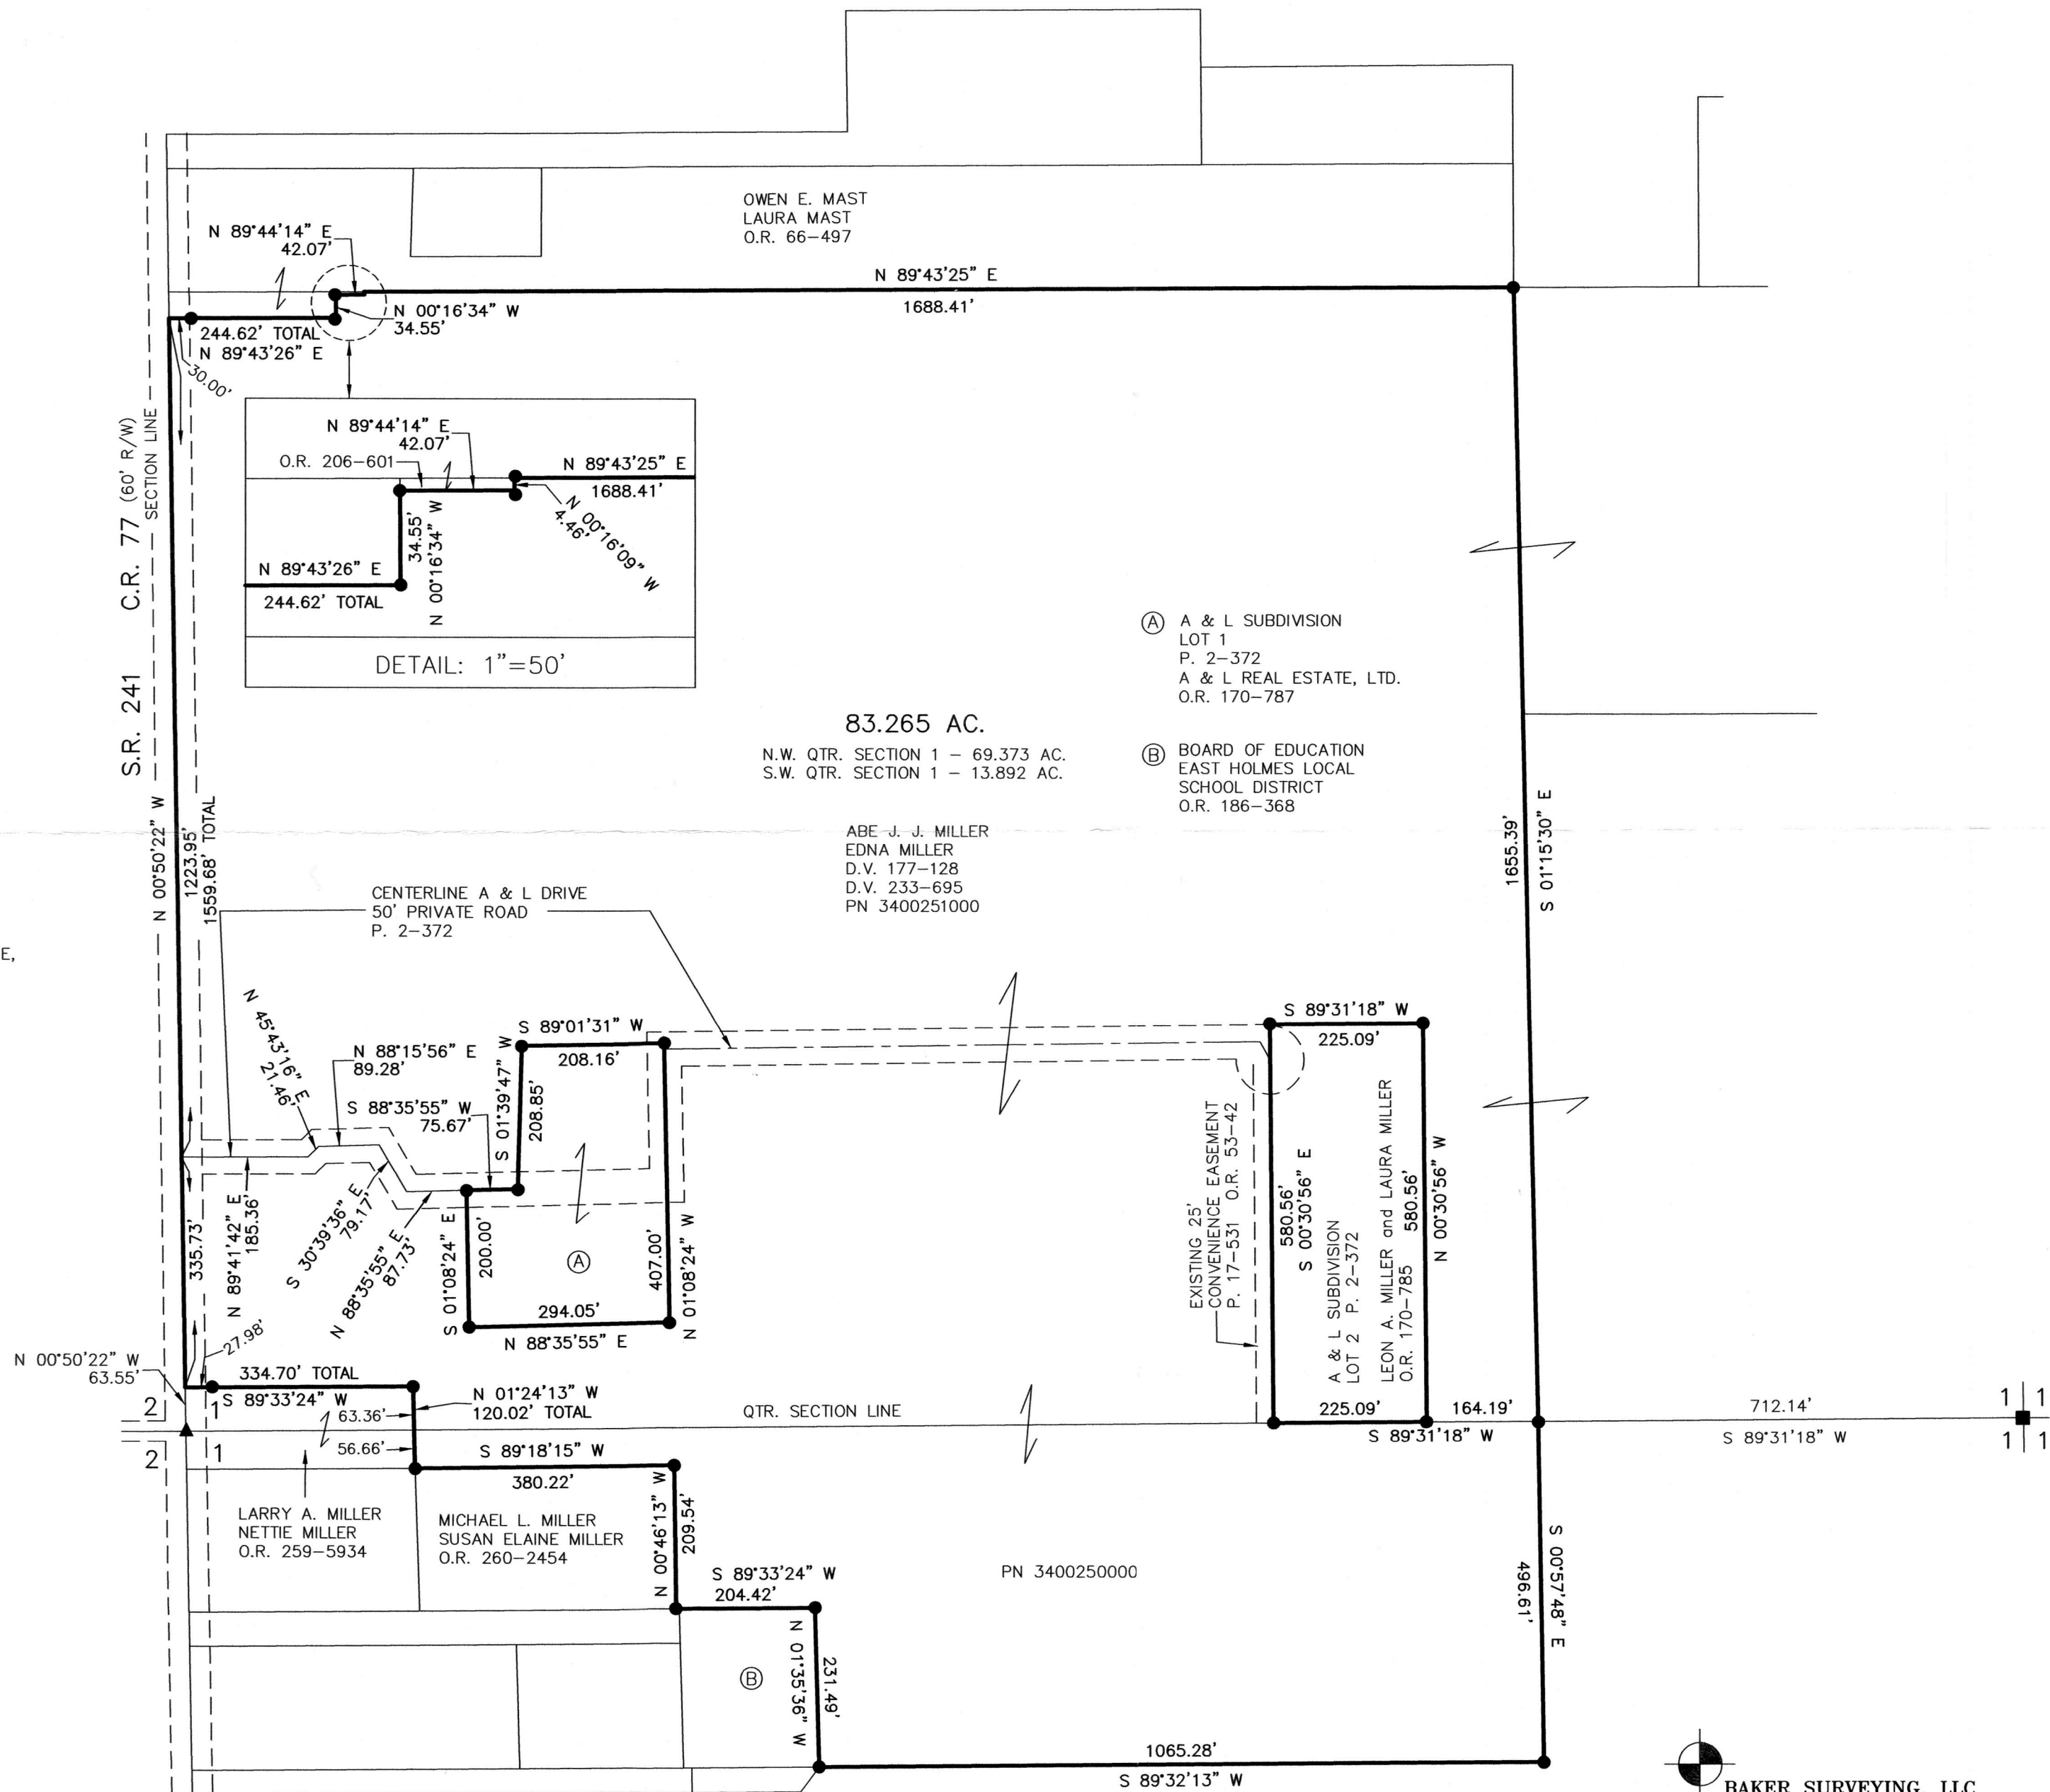 OWEN E. MAST
LAURA MAST
O.R. 66-497
N 89°44'14" E
42.07'
N 89°43'25" E
1688.41'
N 00°16'34" W
34.55'
244.62' TOTAL
N 89°43'26" E
30.00'
N 89°44'14" E
42.07'
O.R. 206-601
N 89°43'25" E
1688.41'
34.55'
N 00°16'34" W
N 00°16'09" W
4.46'
N 89°43'26" E
244.62' TOTAL
DETAIL: 1"=50'
S.R. 241 C.R. 77 (60' R/W)
SECTION LINE
A A & L SUBDIVISION
LOT 1
P. 2-372
A & L REAL ESTATE, LTD.
O.R. 170-787
83.265 AC.
N.W. QTR. SECTION 1 - 69.373 AC.
S.W. QTR. SECTION 1 - 13.892 AC.
B BOARD OF EDUCATION
EAST HOLMES LOCAL
SCHOOL DISTRICT
O.R. 186-368
ABE J. J. MILLER
EDNA MILLER
D.V. 177-128
D.V. 233-695
PN 3400251000
N 00°50'22" W
1223.95'
1559.68' TOTAL
1655.39'
S 01°15'30" E
CENTERLINE A & L DRIVE
50' PRIVATE ROAD
P. 2-372
E,
N 45°43'16" E
21.46'
N 88°15'56" E
89.28'
S 88°35'55" W
75.67'
S 89°01'31" W
208.16'
S 01°39'47" W
208.85'
S 89°31'18" W
225.09'
335.73'
N 89°41'42" E
185.36'
S 30°39'36" E
79.17'
N 88°35'55" E
87.73'
S 01°08'24" E
200.00'
A
407.00'
N 01°08'24" W
294.05'
N 88°35'55" E
EXISTING 25'
CONVENIENCE EASEMENT
P. 17-531 O.R. 53-42
580.56'
S 00°30'56" E
A & L SUBDIVISION
LOT 2 P. 2-372
LEON A. MILLER and LAURA MILLER
O.R. 170-785
580.56'
N 00°30'56" W
27.98'
N 00°50'22" W
63.55'
334.70' TOTAL
S 89°33'24" W
N 01°24'13" W
120.02' TOTAL
63.36'
56.66'
2 1
2 1
QTR. SECTION LINE
225.09'
164.19'
S 89°31'18" W
712.14'
S 89°31'18" W
1 1
1 1
S 89°18'15" W
380.22'
LARRY A. MILLER
NETTIE MILLER
O.R. 259-5934
MICHAEL L. MILLER
SUSAN ELAINE MILLER
O.R. 260-2454
N 00°46'13" W
209.54'
S 89°33'24" W
204.42'
PN 3400250000
496.61'
S 00°57'48" E
B
N 01°35'36" W
231.49'
1065.28'
S 89°32'13" W
BAKER SURVEYING, LLC